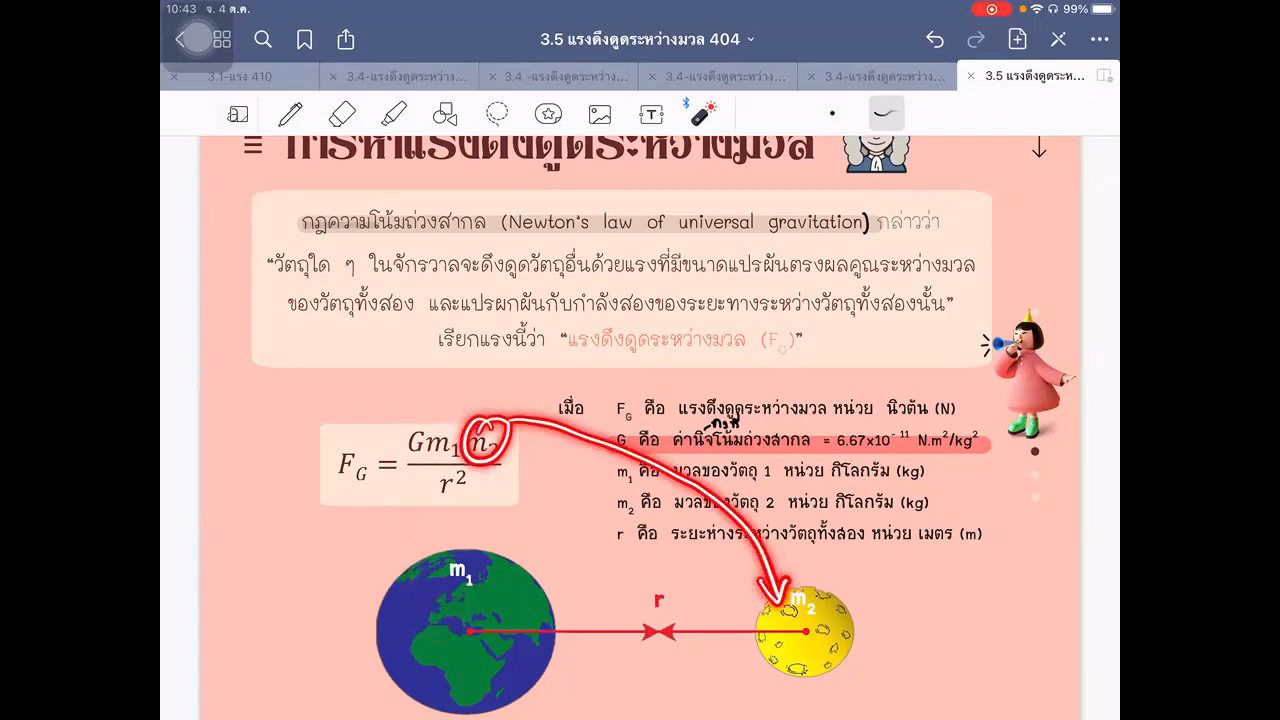 10:43 จ. 4 ต.ค.
99%
3.5 แรงดึงดูดระหว่างมวล 404
3.1-แรง 410
3.4-แรงดึงดูดระหว่าง...
3.4 -แรงดึงดูดระหว่าง...
3.4-แรงดึงดูดระหว่าง...
3.4-แรงดึงดูดระหว่าง...
3.5 แรงดึงดูดระห...
การหาแรงดึงดูดระหว่างมวล
กฎความโน้มถ่วงสากล (Newton's law of universal gravitation) กล่าวว่า
"วัตถุใด ๆ ในจักรวาลจะดึงดูดวัตถุอื่นด้วยแรงที่มีขนาดแปรผันตรงผลคูณระหว่างมวล
ของวัตถุทั้งสอง และแปรผกผันกับกำลังสองของระยะทางระหว่างวัตถุทั้งสองนั้น"
เรียกแรงนี้ว่า "แรงดึงดูดระหว่างมวล (F_G)"
เมื่อ F_G คือ แรงดึงดูดระหว่างมวล หน่วย นิวตัน (N)
G คือ ค่านิจโน้มถ่วงสากล = 6.67x10⁻¹¹ N.m²/kg²
m₁ คือ มวลของวัตถุ 1 หน่วย กิโลกรัม (kg)
m₂ คือ มวลของวัตถุ 2 หน่วย กิโลกรัม (kg)
r คือ ระยะห่างระหว่างวัตถุทั้งสอง หน่วย เมตร (m)
F_G = Gm₁m₂ / r²
m₁
r
m₂